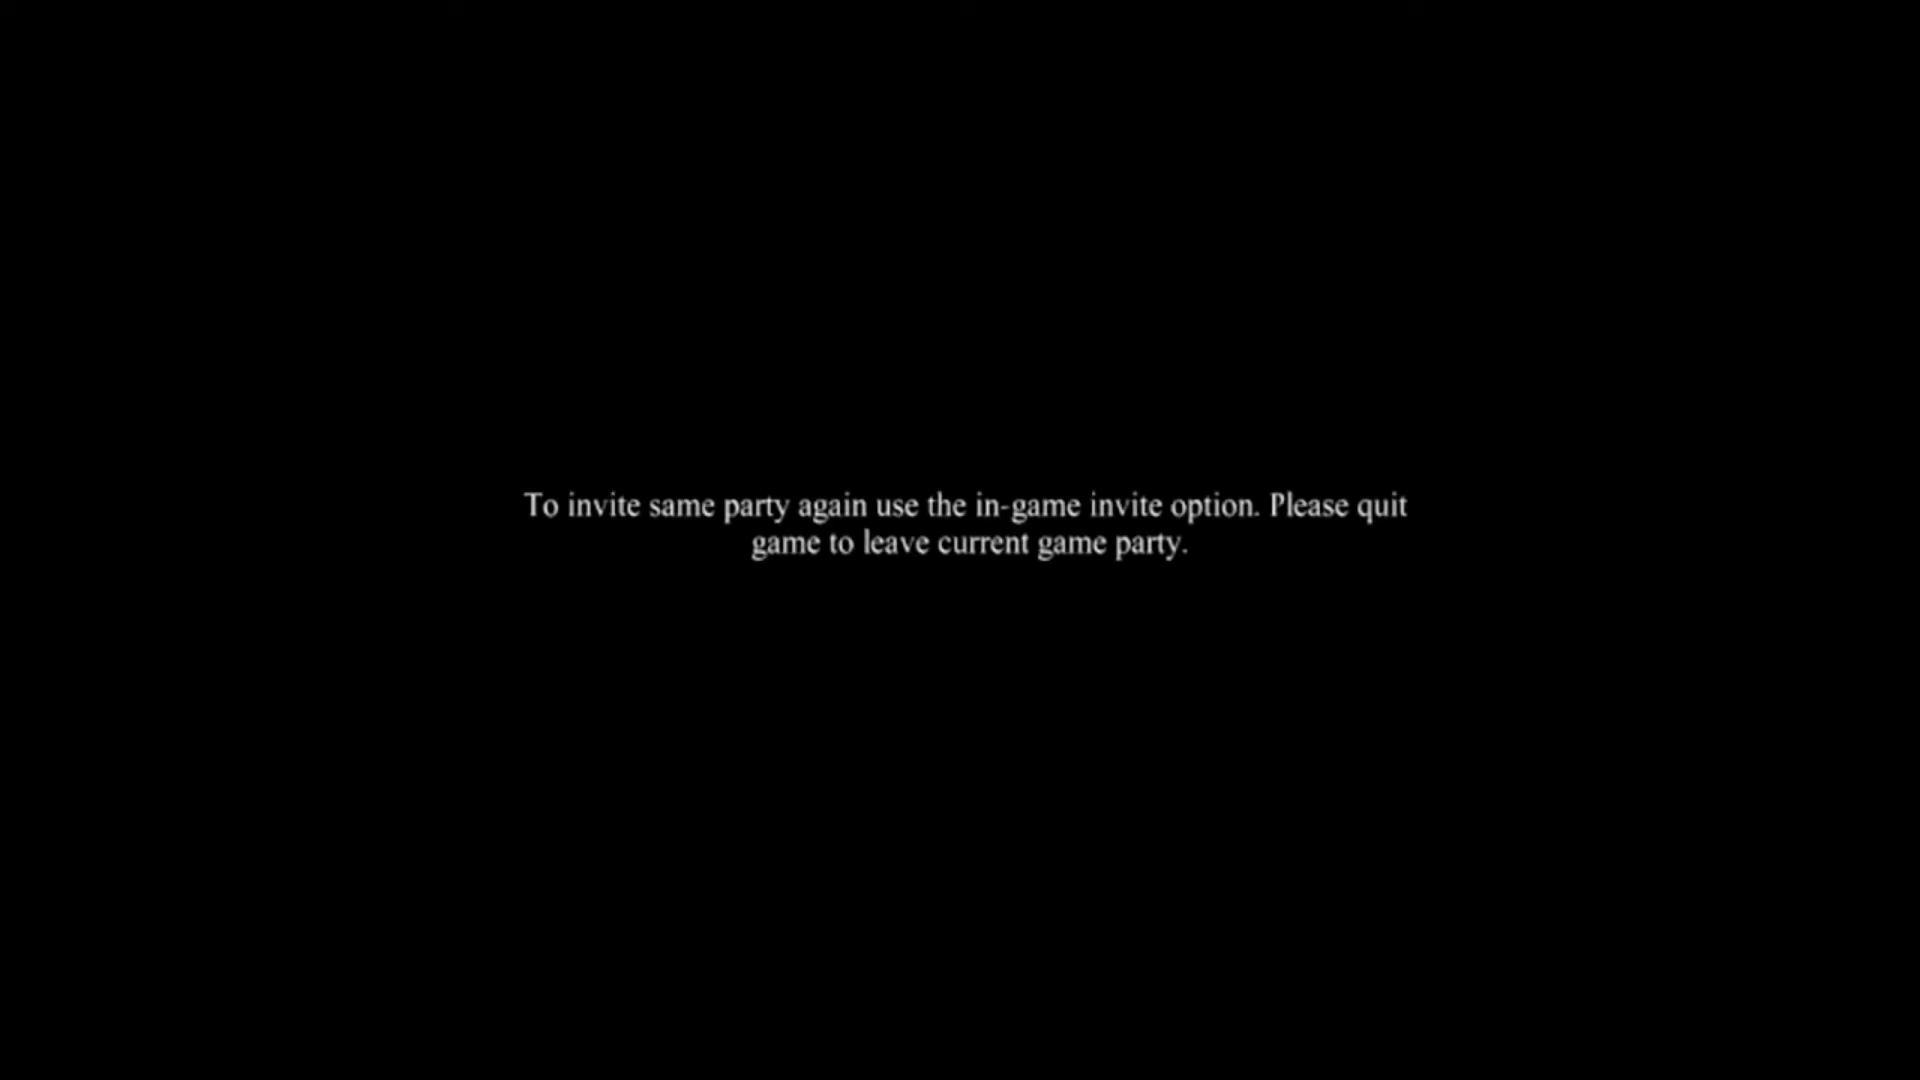 To invite same party again use the in-game invite option. Please quit
game to leave current game party.